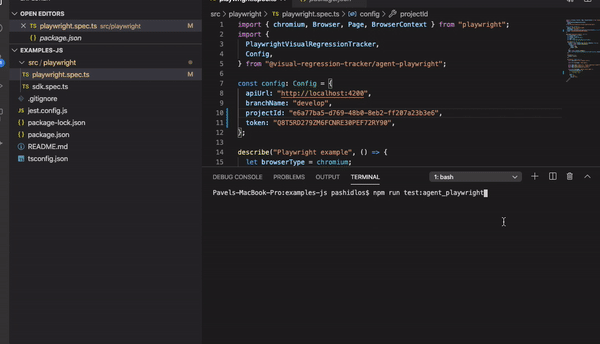 OPEN EDITORS
playwright.spec.ts src/playwright M
package.json
EXAMPLES-JS
src / playwright
playwright.spec.ts M
sdk.spec.ts
.gitignore
jest.config.js
package-lock.json
package.json
README.md
tsconfig.json
src > playwright > playwright.spec.ts > config > projectId
1 import { chromium, Browser, Page, BrowserContext } from "playwright";
2 import {
3 PlaywrightVisualRegressionTracker,
4 Config,
5 } from "@visual-regression-tracker/agent-playwright";
6
7 const config: Config = {
8 apiUrl: "http://localhost:4200",
9 branchName: "develop",
10 projectId: "e6a77ba5-d769-48b0-8eb2-ff207a23b3e6",
11 token: "Q8T5RD279ZM6FCNRE30PEF72RY90",
12 };
13
14 describe("Playwright example", () => {
15 let browserType = chromium;
DEBUG CONSOLE PROBLEMS OUTPUT TERMINAL 1: bash
Pavels-MacBook-Pro:examples-js pashidlos$ npm run test:agent_playwright